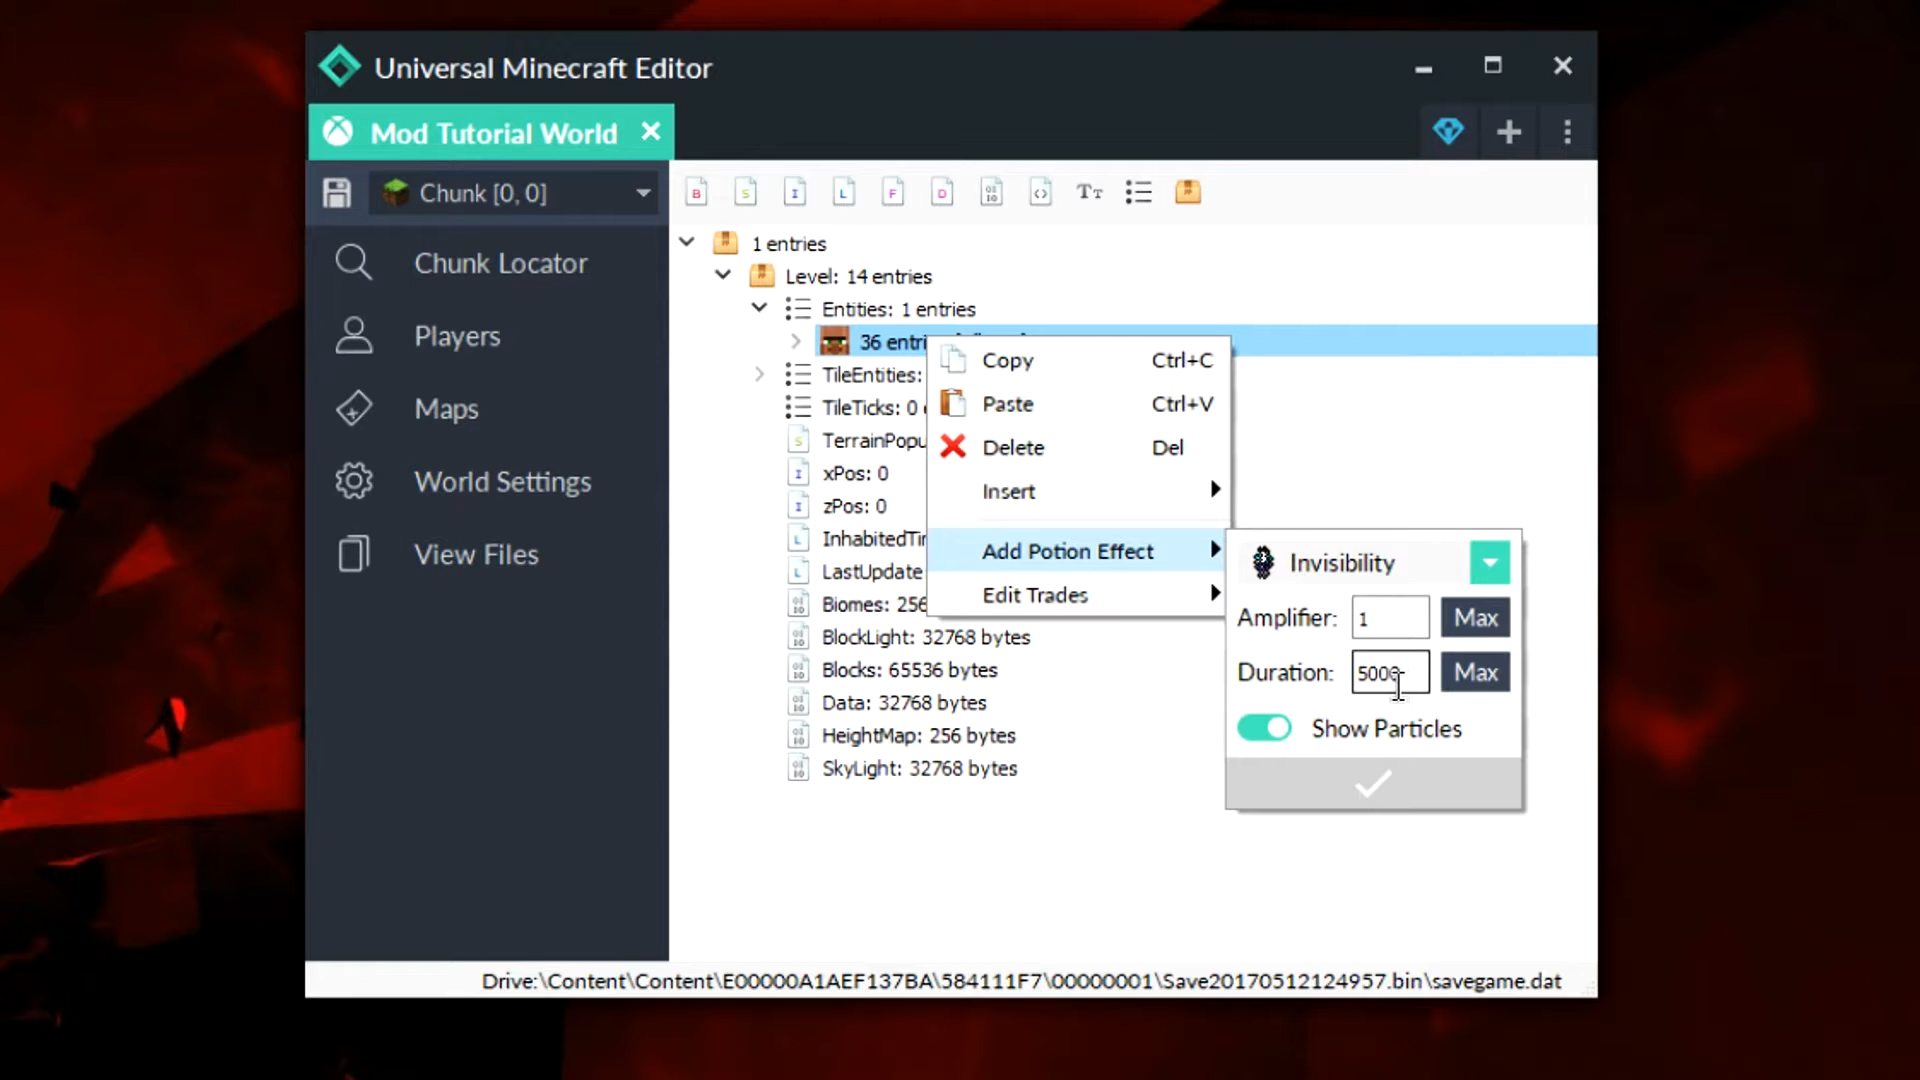 Universal Minecraft Editor
Mod Tutorial World
Chunk [0, 0]
B S I L F D 01 10 <> TT
Chunk Locator
Players
Maps
World Settings
View Files
1 entries
Level: 14 entries
Entities: 1 entries
36 entri
TileEntities:
TileTicks: 0
TerrainPopu
xPos: 0
zPos: 0
InhabitedTi
LastUpdate
Biomes: 256
BlockLight: 32768 bytes
Blocks: 65536 bytes
Data: 32768 bytes
HeightMap: 256 bytes
SkyLight: 32768 bytes
Copy Ctrl+C
Paste Ctrl+V
Delete Del
Insert
Add Potion Effect
Edit Trades
Invisibility
Amplifier: 1 Max
Duration: 5000 Max
Show Particles
Drive:\Content\Content\E00000A1AEF137BA\584111F7\00000001\Save20170512124957.bin\savegame.dat